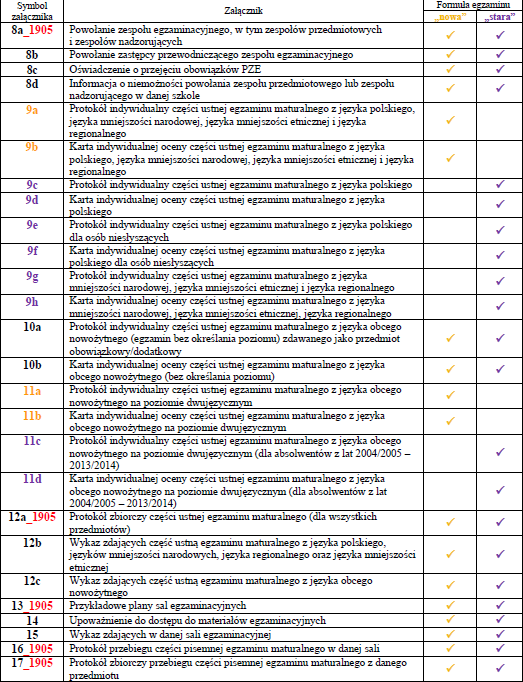 Symbol
załącznika
Załącznik
Formuła egzaminu
„nowa”
„stara”
8a_1905
Powołanie zespołu egzaminacyjnego, w tym zespołów przedmiotowych
i zespołów nadzorujących
✓ ✓
8b
Powołanie zastępcy przewodniczącego zespołu egzaminacyjnego
✓ ✓
8c
Oświadczenie o przejęciu obowiązków PZE
✓ ✓
8d
Informacja o niemożności powołania zespołu przedmiotowego lub zespołu
nadzorującego w danej szkole
✓ ✓
9a
Protokół indywidualny części ustnej egzaminu maturalnego z języka polskiego,
języka mniejszości narodowej, języka mniejszości etnicznej i języka
regionalnego
✓
9b
Karta indywidualnej oceny części ustnej egzaminu maturalnego z języka
polskiego, języka mniejszości narodowej, języka mniejszości etnicznej i języka
regionalnego
✓
9c
Protokół indywidualny części ustnej egzaminu maturalnego z języka polskiego
✓
9d
Karta indywidualnej oceny części ustnej egzaminu maturalnego z języka
polskiego
✓
9e
Protokół indywidualny części ustnej egzaminu maturalnego z języka polskiego
dla osób niesłyszących
✓
9f
Karta indywidualnej oceny części ustnej egzaminu maturalnego z języka
polskiego dla osób niesłyszących
✓
9g
Protokół indywidualny części ustnej egzaminu maturalnego z języka
mniejszości narodowej, języka mniejszości etnicznej i języka regionalnego
✓
9h
Karta indywidualnej oceny części ustnej egzaminu maturalnego z języka
mniejszości narodowej, języka mniejszości etnicznej, języka regionalnego
✓
10a
Protokół indywidualny części ustnej egzaminu maturalnego z języka obcego
nowożytnego (egzamin bez określania poziomu) zdawanego jako przedmiot
obowiązkowy/dodatkowy
✓ ✓
10b
Karta indywidualnej oceny części ustnej egzaminu maturalnego z języka
obcego nowożytnego (bez określania poziomu)
✓ ✓
11a
Protokół indywidualny części ustnej egzaminu maturalnego z języka obcego
nowożytnego na poziomie dwujęzycznym
✓
11b
Karta indywidualnej oceny części ustnej egzaminu maturalnego z języka
obcego nowożytnego na poziomie dwujęzycznym
✓
11c
Protokół indywidualny części ustnej egzaminu maturalnego z języka obcego
nowożytnego na poziomie dwujęzycznym (dla absolwentów z lat 2004/2005 –
2013/2014)
✓
11d
Karta indywidualnej oceny części ustnej egzaminu maturalnego z języka
obcego nowożytnego na poziomie dwujęzycznym (dla absolwentów z lat
2004/2005 – 2013/2014)
✓
12a_1905
Protokół zbiorczy części ustnej egzaminu maturalnego (dla wszystkich
przedmiotów)
✓ ✓
12b
Wykaz zdających część ustną egzaminu maturalnego z języka polskiego,
języków mniejszości narodowych, języka regionalnego oraz języka mniejszości
etnicznej
✓ ✓
12c
Wykaz zdających część ustną egzaminu maturalnego z języka obcego
nowożytnego
✓ ✓
13_1905
Przykładowe plany sal egzaminacyjnych
✓ ✓
14
Upoważnienie do dostępu do materiałów egzaminacyjnych
✓ ✓
15
Wykaz zdających w danej sali egzaminacyjnej
✓ ✓
16_1905
Protokół przebiegu części pisemnej egzaminu maturalnego w danej sali
✓ ✓
17_1905
Protokół zbiorczy przebiegu części pisemnej egzaminu maturalnego z danego
przedmiotu
✓ ✓